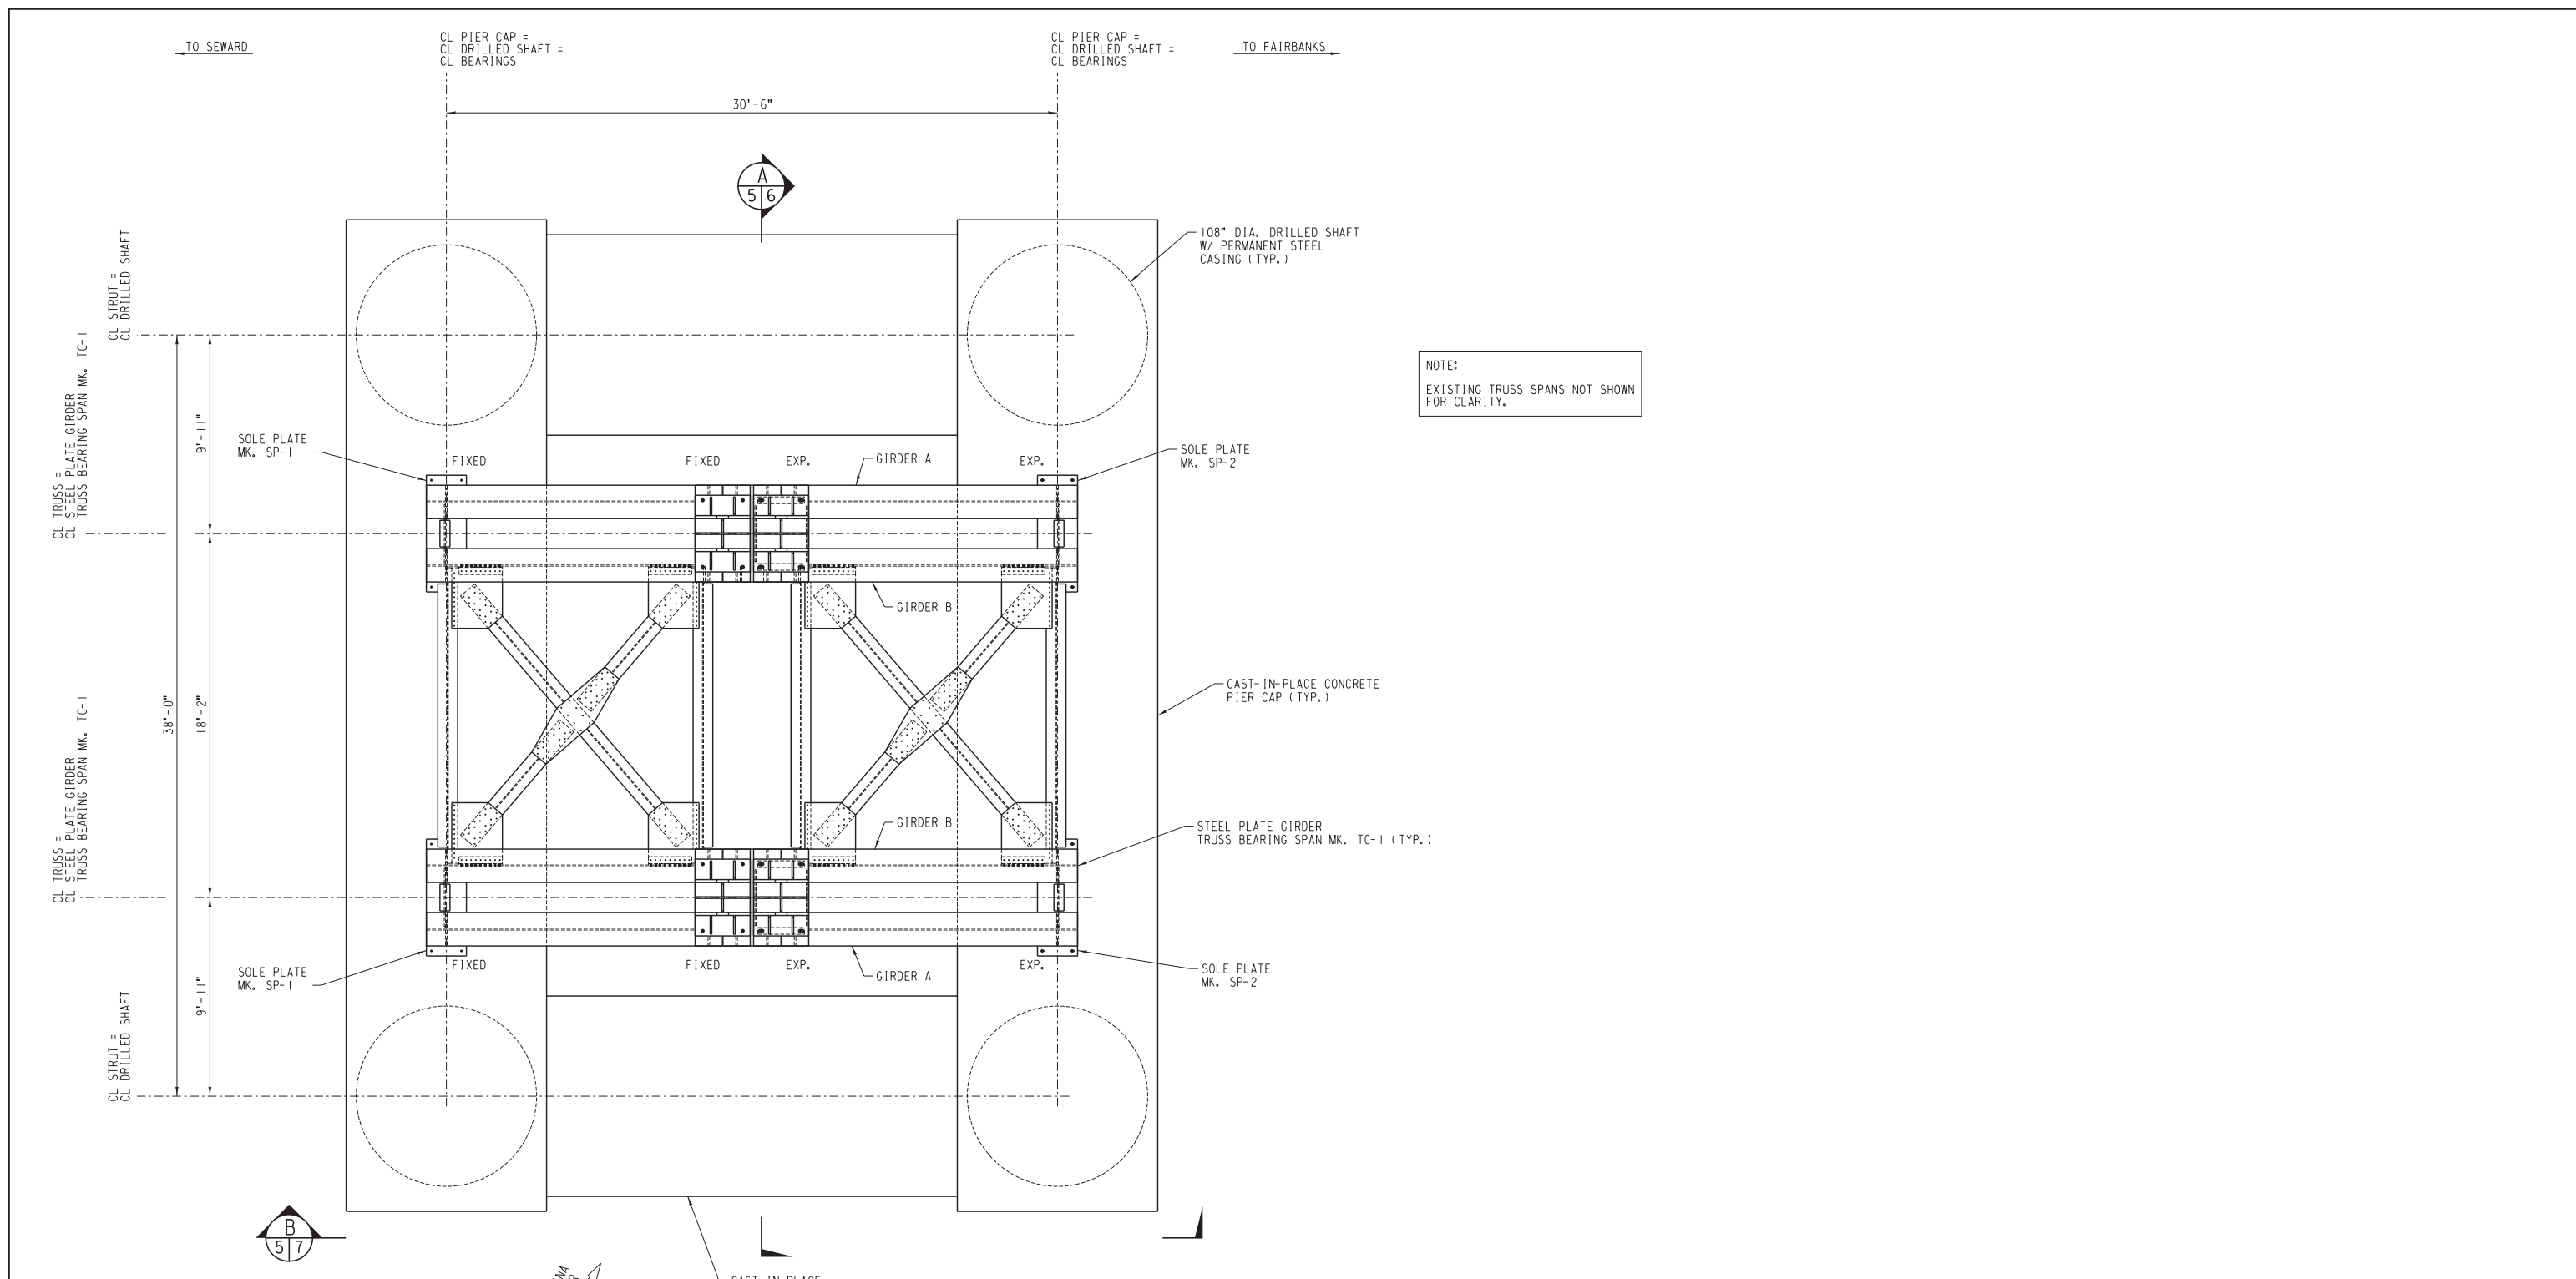 TO SEWARD
CL PIER CAP =
CL DRILLED SHAFT =
CL BEARINGS
CL PIER CAP =
CL DRILLED SHAFT =
CL BEARINGS
TO FAIRBANKS
30'-6"
A
5 6
108" DIA. DRILLED SHAFT
W/ PERMANENT STEEL
CASING (TYP.)
CL STRUT =
CL DRILLED SHAFT
NOTE:
EXISTING TRUSS SPANS NOT SHOWN
FOR CLARITY.
CL TRUSS =
CL STEEL PLATE GIRDER
TRUSS BEARING SPAN MK. TC-1
9'-11"
SOLE PLATE
MK. SP-1
FIXED
FIXED
EXP.
GIRDER A
EXP.
SOLE PLATE
MK. SP-2
GIRDER B
38'-0"
18'-2"
CAST-IN-PLACE CONCRETE
PIER CAP (TYP.)
CL TRUSS =
CL STEEL PLATE GIRDER
TRUSS BEARING SPAN MK. TC-1
GIRDER B
STEEL PLATE GIRDER
TRUSS BEARING SPAN MK. TC-1 (TYP.)
SOLE PLATE
MK. SP-1
FIXED
FIXED
EXP.
GIRDER A
EXP.
SOLE PLATE
MK. SP-2
9'-11"
CL STRUT =
CL DRILLED SHAFT
B
5 7
CAST-IN-PLACE